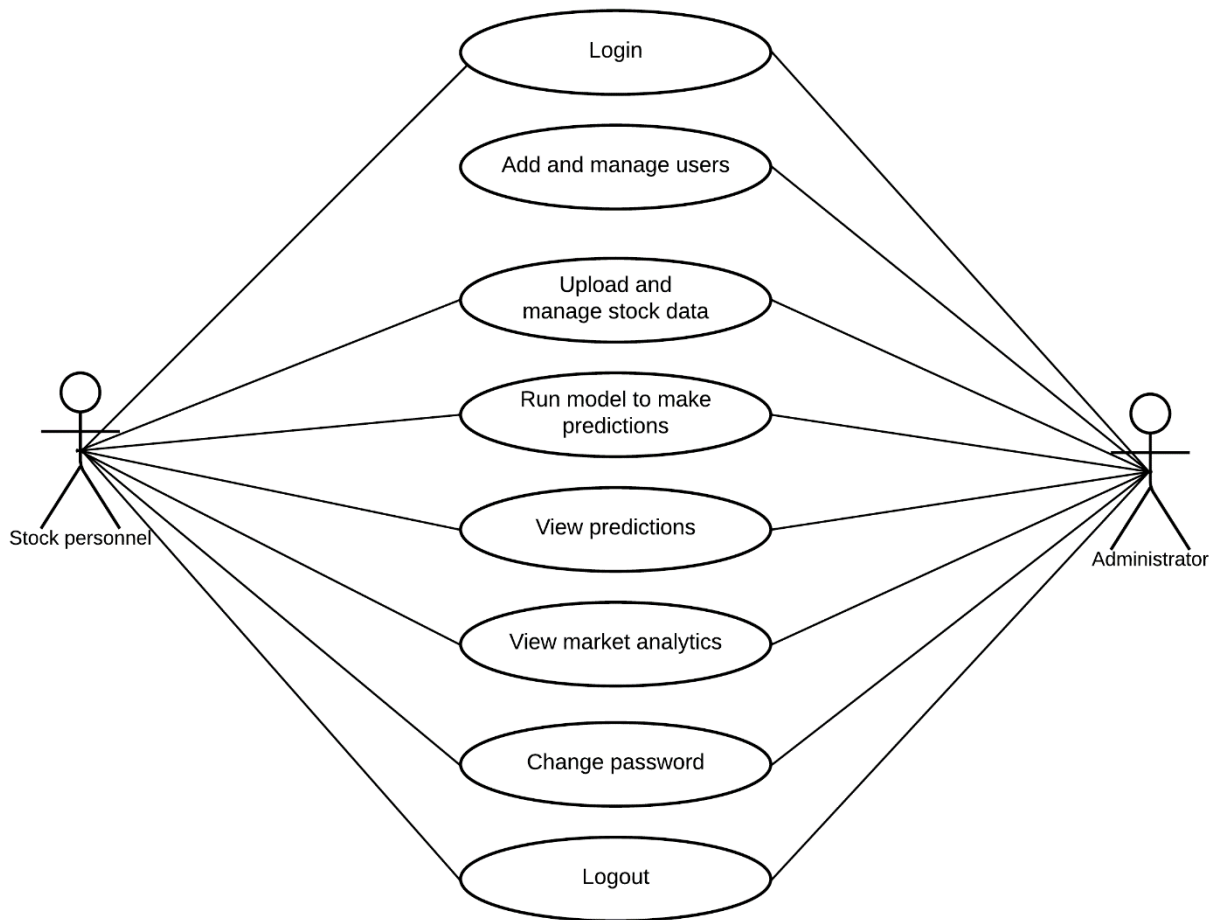 Login
Add and manage users
Upload and
manage stock data
Run model to make
predictions
View predictions
Stock personnel
Administrator
View market analytics
Change password
Logout